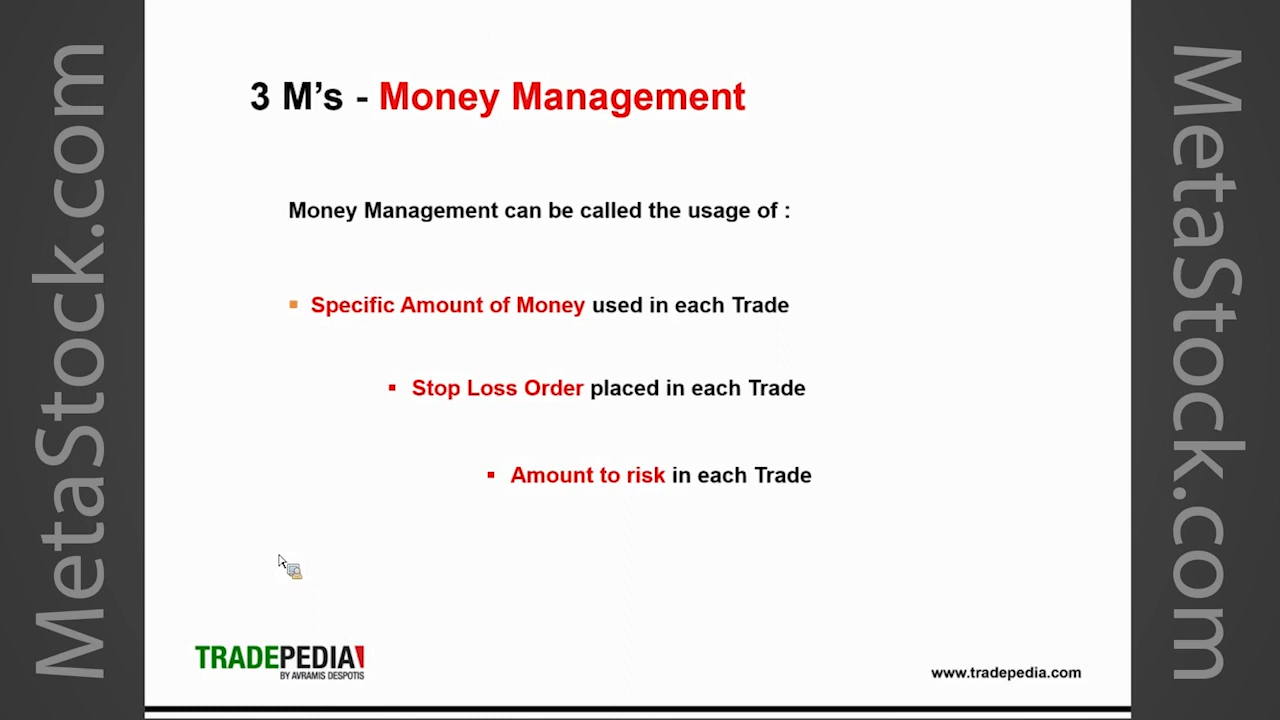 MetaStock.com
3 M’s - Money Management
Money Management can be called the usage of :
Specific Amount of Money used in each Trade
Stop Loss Order placed in each Trade
Amount to risk in each Trade
TRADEPEDIA
BY AVRAMIS DESPOTIS
www.tradepedia.com
MetaStock.com